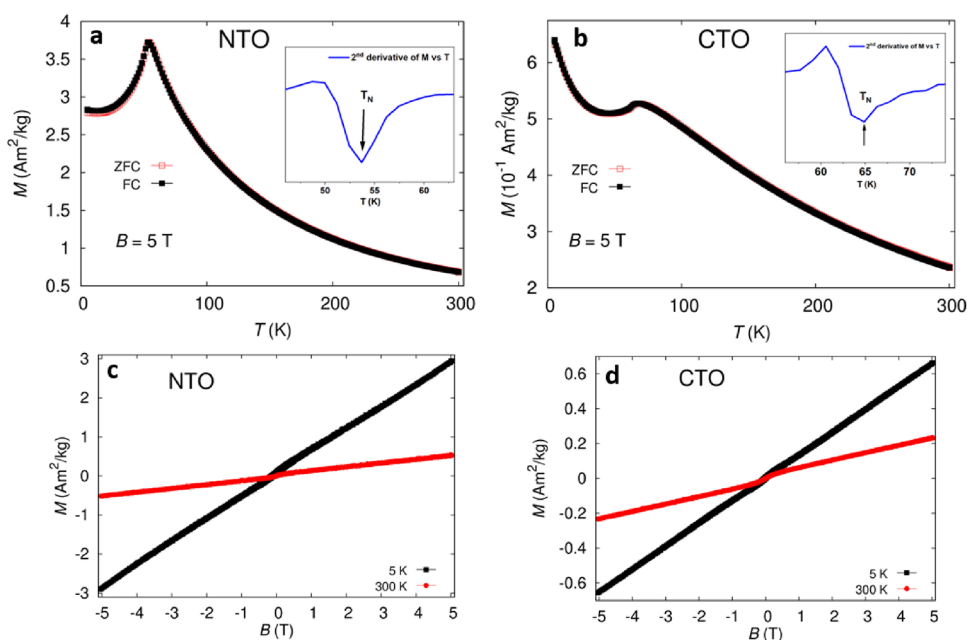 a
NTO
4
3.5
3
2.5
2
1.5
1
0.5
M (Am²/kg)
2nd derivative of M vs T
T_N
50 55 60
T (K)
ZFC
FC
B = 5 T
0 100 200 300
T (K)
b
CTO
6
5
4
3
2
M (10⁻¹ Am²/kg)
2nd derivative of M vs T
T_N
60 65 70
T (K)
ZFC
FC
B = 5 T
0 100 200 300
T (K)
c
NTO
3
2
1
0
-1
-2
-3
M (Am²/kg)
5 K
300 K
-5 -4 -3 -2 -1 0 1 2 3 4 5
B (T)
d
CTO
0.6
0.4
0.2
0
-0.2
-0.4
-0.6
M (Am²/kg)
5 K
300 K
-5 -4 -3 -2 -1 0 1 2 3 4 5
B (T)